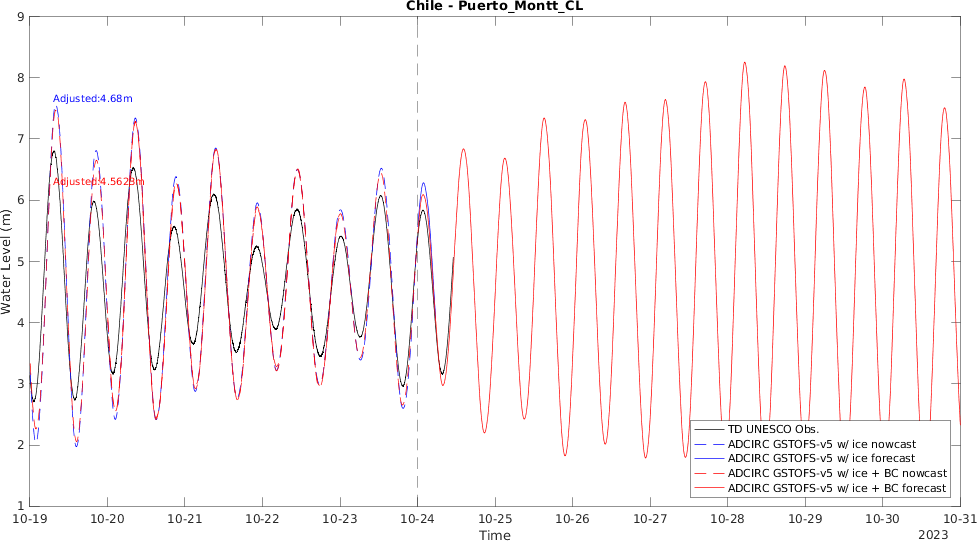 Chile - Puerto_Montt_CL
9
8
7
6
5
4
3
2
1
Water Level (m)
Adjusted:4.68m
Adjusted:4.5623m
TD UNESCO Obs.
ADCIRC GSTOFS-v5 w/ ice nowcast
ADCIRC GSTOFS-v5 w/ ice forecast
ADCIRC GSTOFS-v5 w/ ice + BC nowcast
ADCIRC GSTOFS-v5 w/ ice + BC forecast
10-19 10-20 10-21 10-22 10-23 10-24 10-25 10-26 10-27 10-28 10-29 10-30 10-31
Time
2023